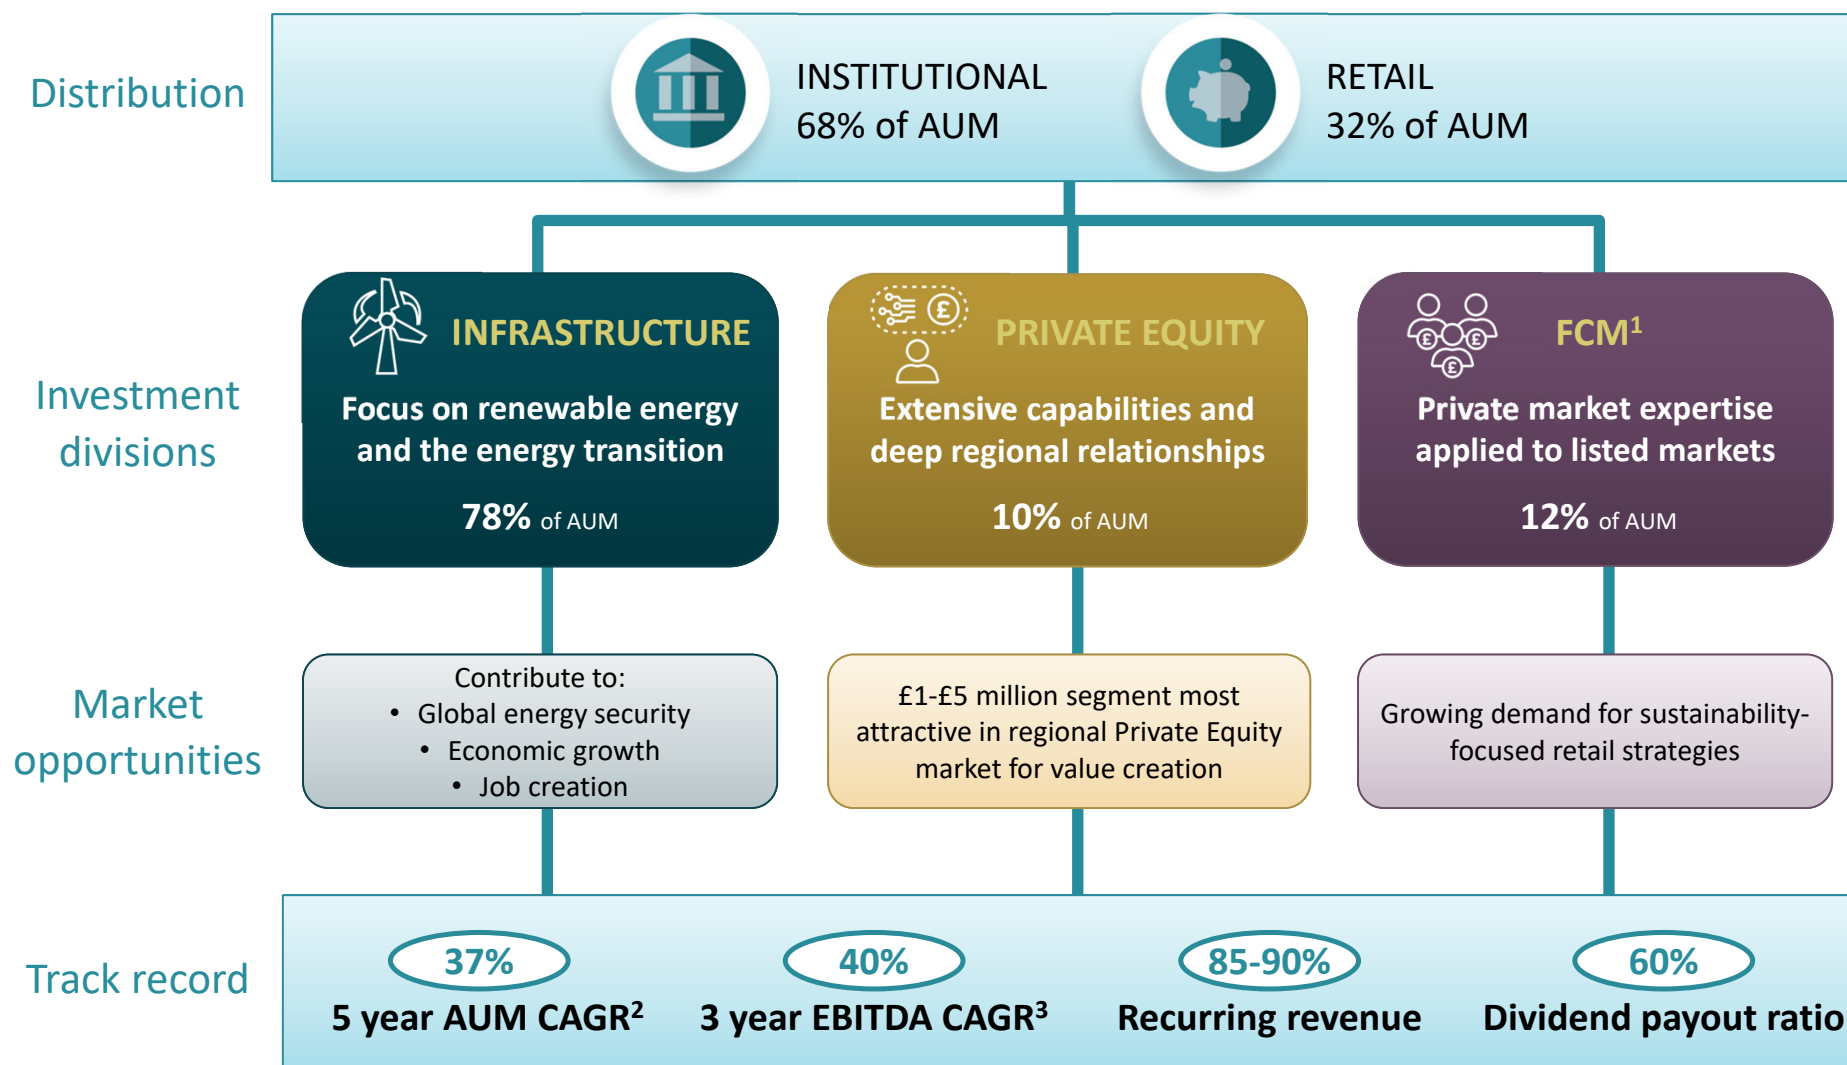 Distribution
INSTITUTIONAL
68% of AUM
RETAIL
32% of AUM
Investment
divisions
INFRASTRUCTURE
Focus on renewable energy
and the energy transition
78% of AUM
£
PRIVATE EQUITY
Extensive capabilities and
deep regional relationships
10% of AUM
£ £
£
FCM¹
Private market expertise
applied to listed markets
12% of AUM
Market
opportunities
Contribute to:
• Global energy security
• Economic growth
• Job creation
£1-£5 million segment most
attractive in regional Private Equity
market for value creation
Growing demand for sustainability-
focused retail strategies
Track record
37%
5 year AUM CAGR²
40%
3 year EBITDA CAGR³
85-90%
Recurring revenue
60%
Dividend payout ratio